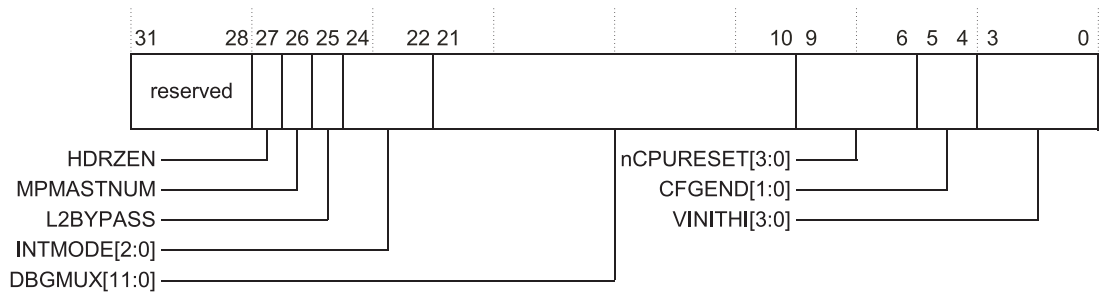 31 28 27 26 25 24 22 21 10 9 6 5 4 3 0
reserved
HDRZEN
MPMASTNUM
L2BYPASS
INTMODE[2:0]
DBGMUX[11:0]
nCPURESET[3:0]
CFGEND[1:0]
VINITHI[3:0]